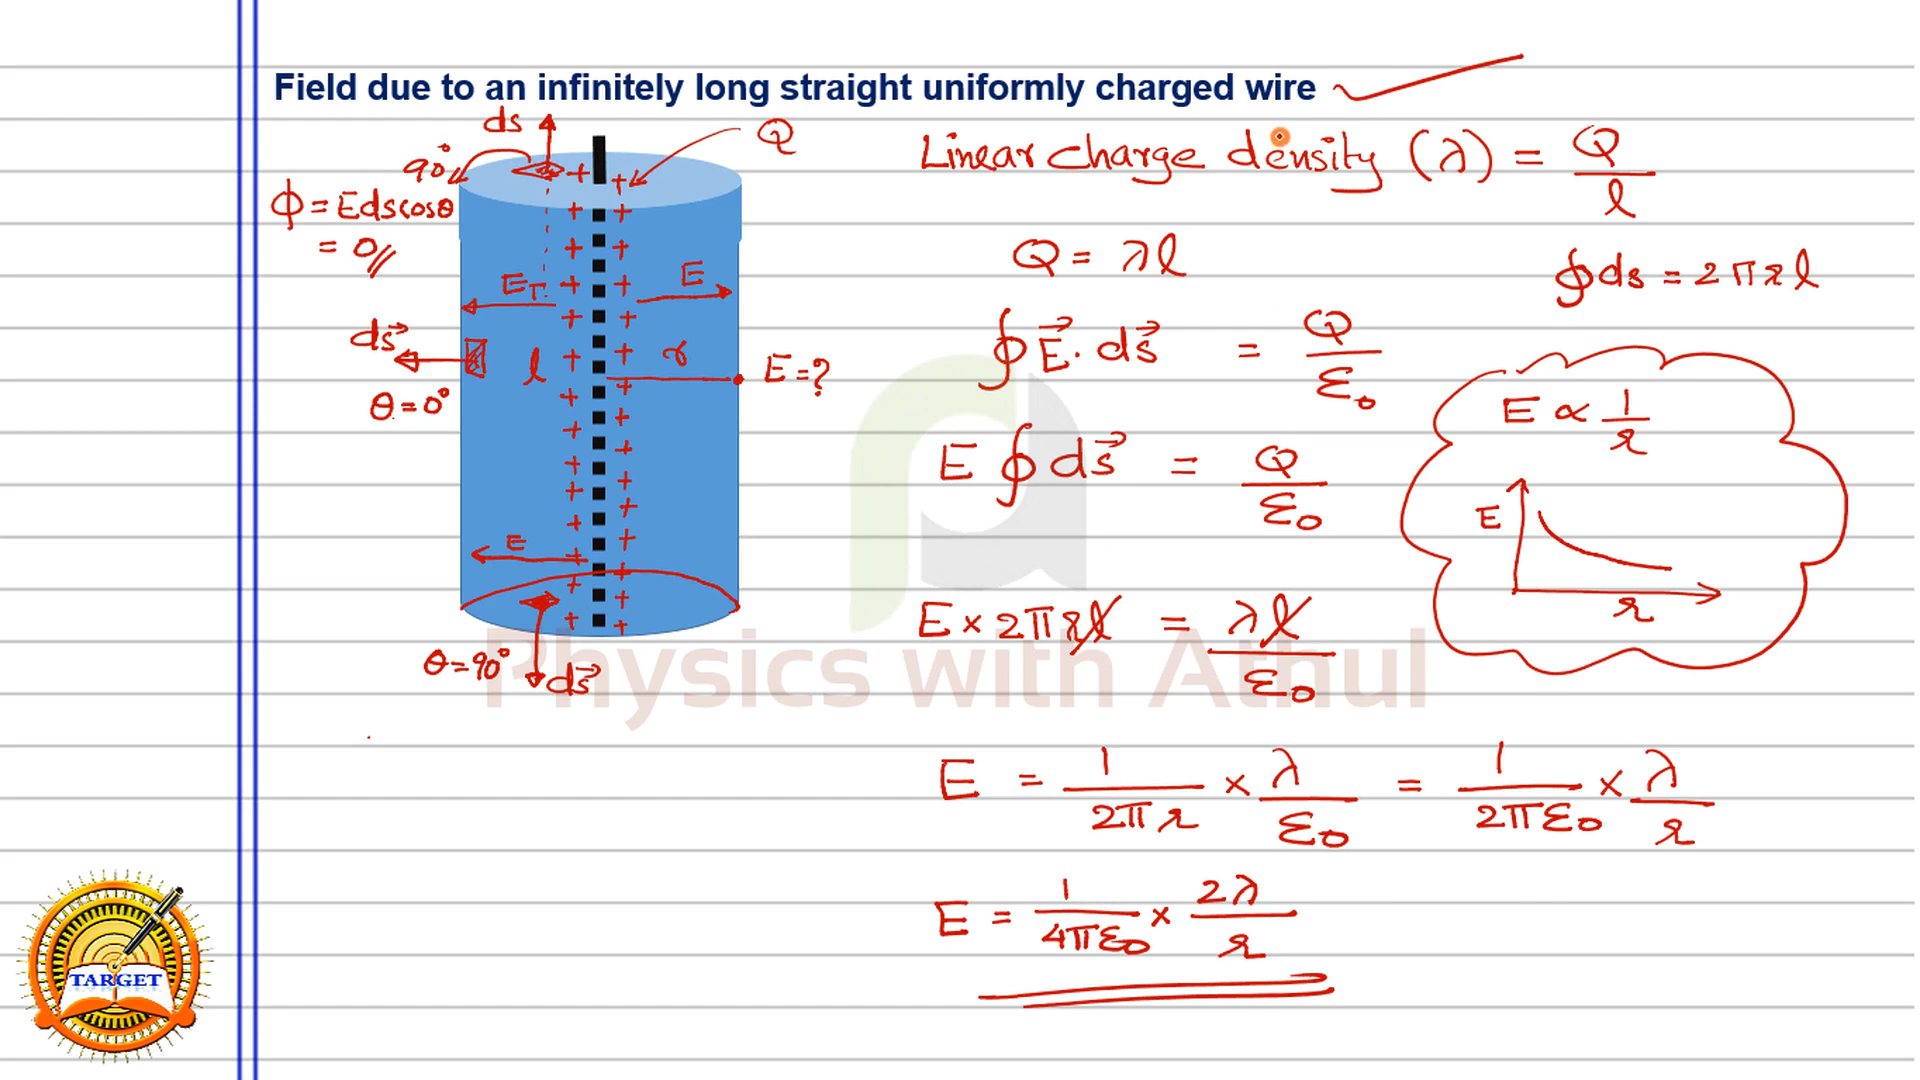 Field due to an infinitely long straight uniformly charged wire
ds
Q
90°
Φ = E ds cosθ
= 0//
E
E
ds⃗
l
r
E = ?
θ = 0°
E
θ = 90°
ds⃗
Linear charge density (λ) = Q/l
Q = λl
∮ds = 2πrl
∮E⃗ . ds⃗ = Q/ε₀
E ∮ds⃗ = Q/ε₀
E × 2πrl = λl/ε₀
E ∝ 1/r
E
r
E = 1/2πr × λ/ε₀ = 1/2πε₀ × λ/r
E = 1/4πε₀ × 2λ/r
Physics with Athul
TARGET